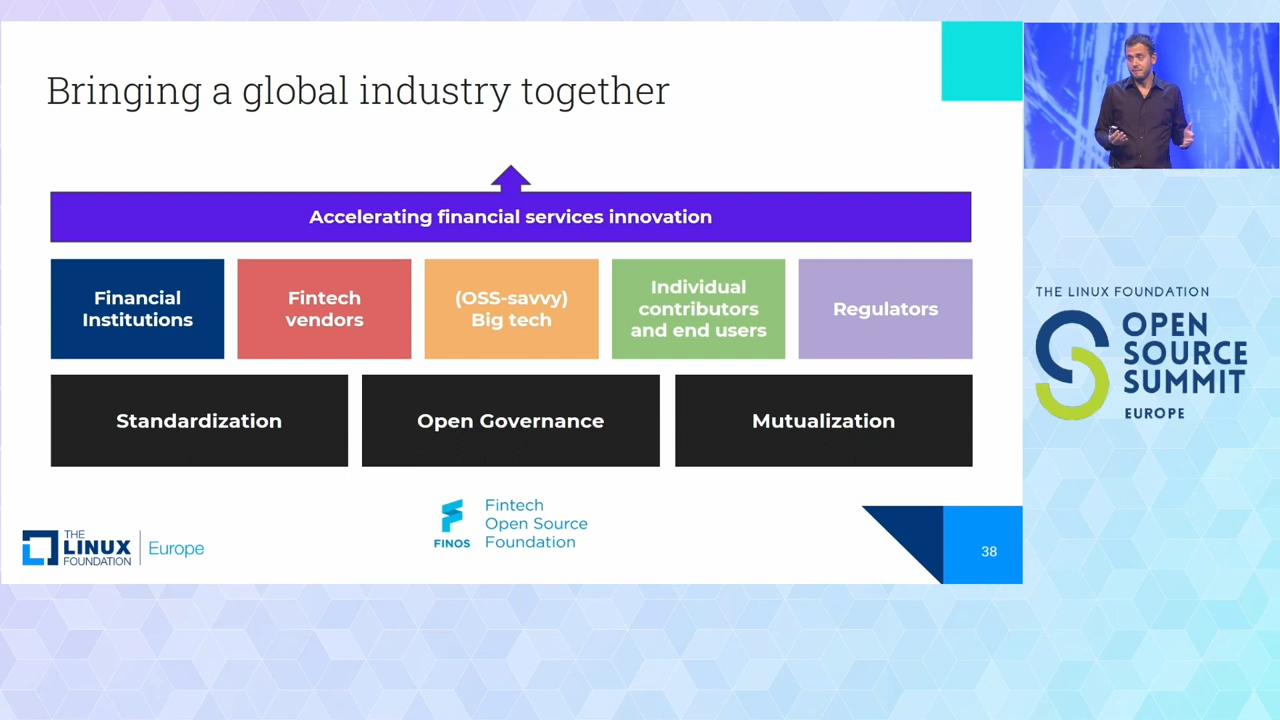 Bringing a global industry together
Accelerating financial services innovation
Financial
Institutions
Fintech
vendors
(OSS-savvy)
Big tech
Individual
contributors
and end users
Regulators
Standardization
Open Governance
Mutualization
THE
LINUX
FOUNDATION
Europe
FINOS
Fintech
Open Source
Foundation
38
THE LINUX FOUNDATION
OPEN
SOURCE
SUMMIT
EUROPE